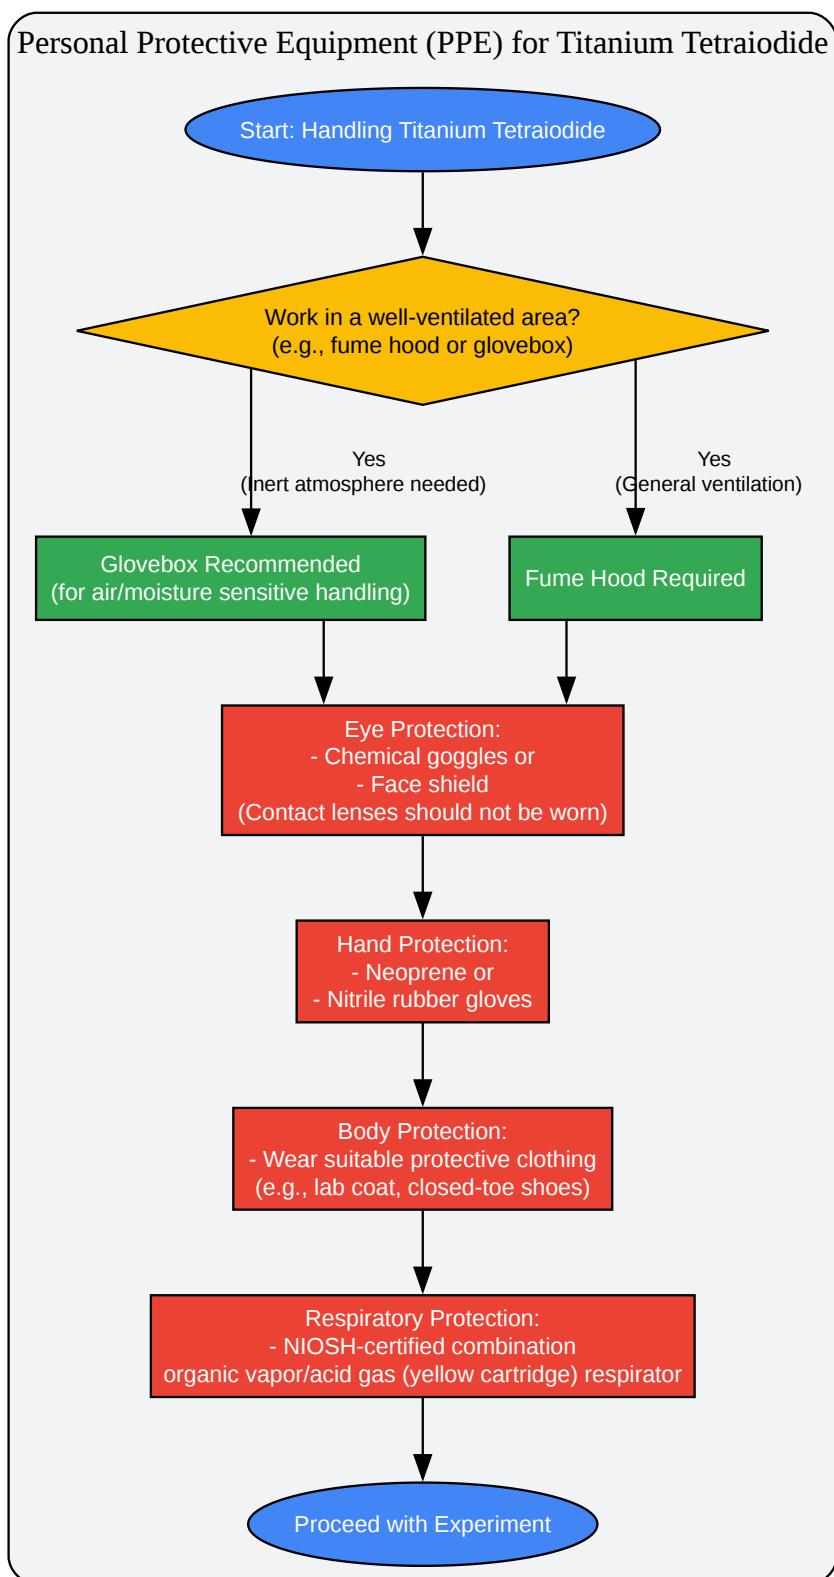 Personal Protective Equipment (PPE) for Titanium Tetraiodide
Start: Handling Titanium Tetraiodide
Work in a well-ventilated area?
(e.g., fume hood or glovebox)
Yes
(Inert atmosphere needed)
Yes
(General ventilation)
Glovebox Recommended
(for air/moisture sensitive handling)
Fume Hood Required
Eye Protection:
- Chemical goggles or
- Face shield
(Contact lenses should not be worn)
Hand Protection:
- Neoprene or
- Nitrile rubber gloves
Body Protection:
- Wear suitable protective clothing
(e.g., lab coat, closed-toe shoes)
Respiratory Protection:
- NIOSH-certified combination
organic vapor/acid gas (yellow cartridge) respirator
Proceed with Experiment